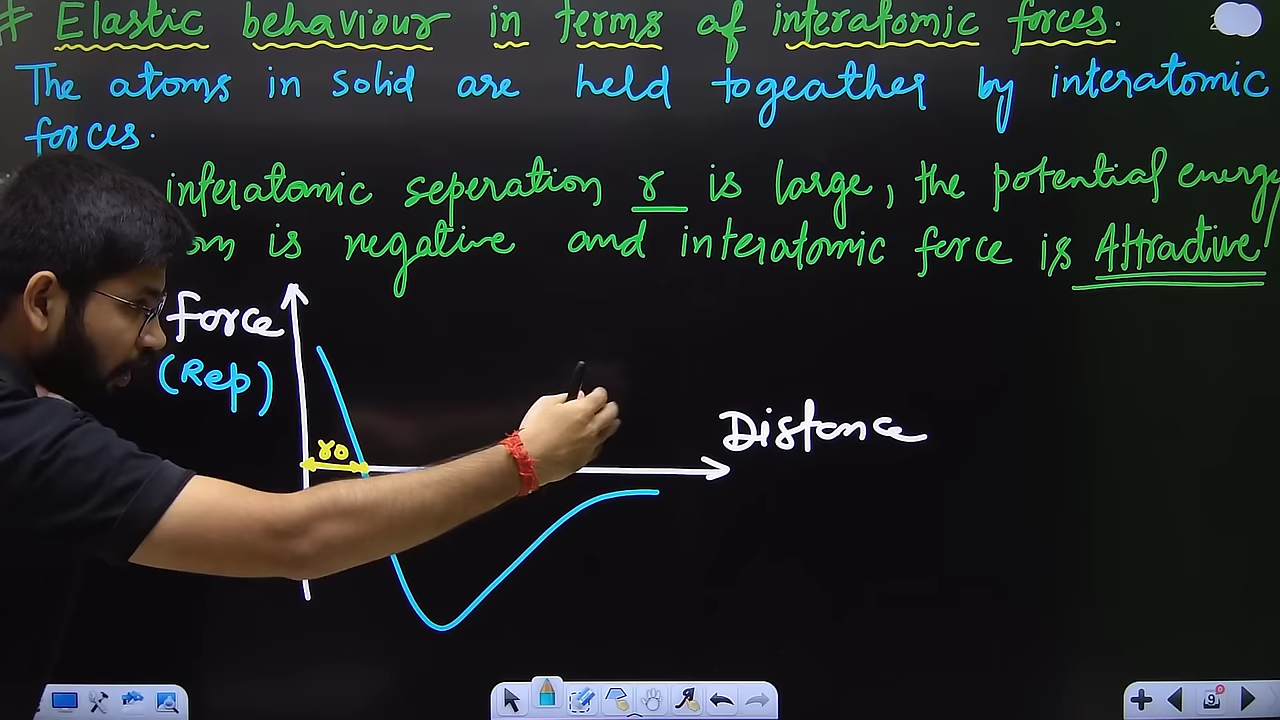 # Elastic behaviour in terms of interatomic forces.
The atoms in solid are held togeather by interatomic
forces.
interatomic seperation r is large, the potential energy
is negative and interatomic force is Attractive
Force
(Rep)
r0
Distance
9